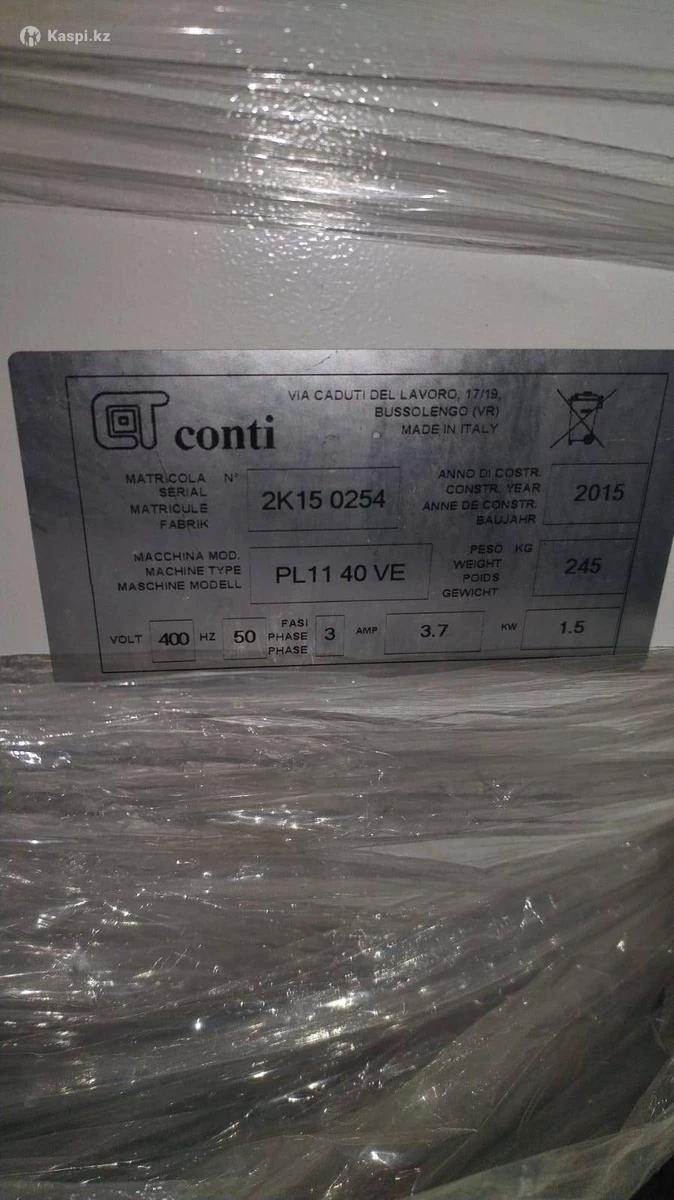 Kaspi.kz
CT conti
VIA CADUTI DEL LAVORO, 17/19,
BUSSOLENGO (VR)
MADE IN ITALY
MATRICOLA N°
SERIAL
MATRICULE
FABRIK
2K15 0254
ANNO DI COSTR.
CONSTR. YEAR
ANNE DE CONSTR.
BAUJAHR
2015
MACCHINA MOD.
MACHINE TYPE
MASCHINE MODELL
PL11 40 VE
PESO KG
WEIGHT
POIDS
GEWICHT
245
VOLT 400 HZ 50
FASI
PHASE
PHASE
3 AMP 3.7 KW 1.5